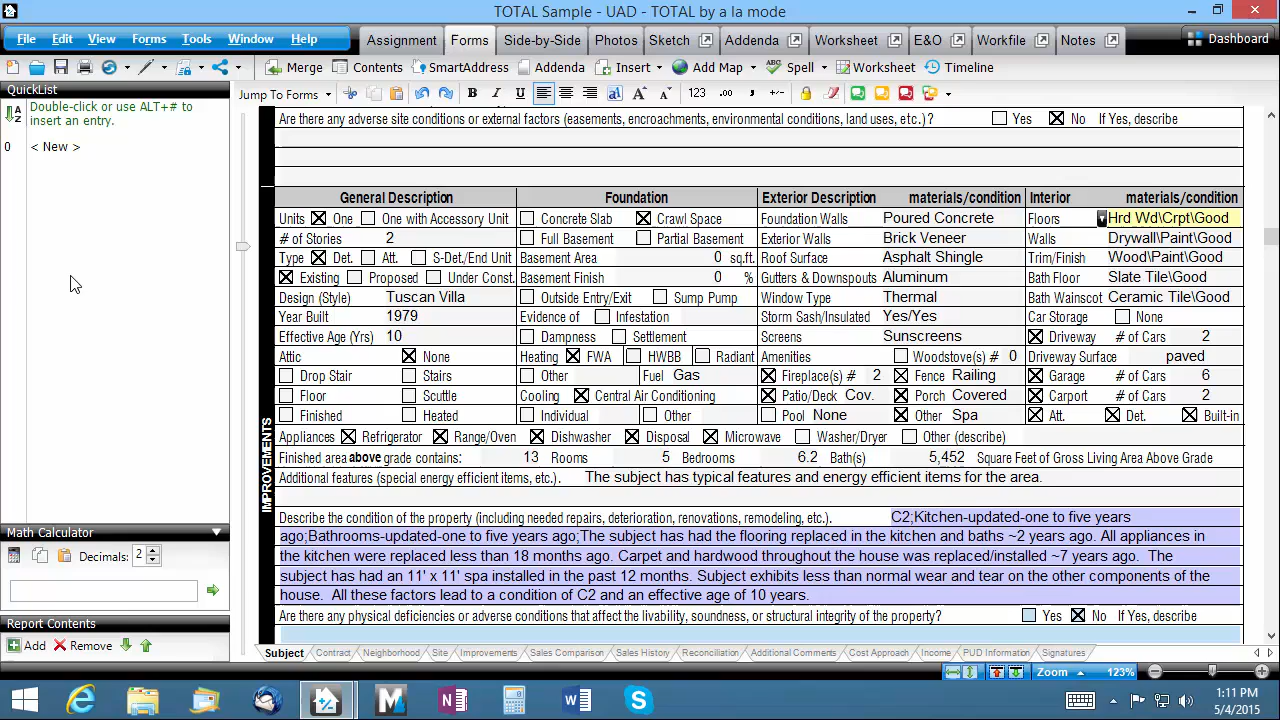 TOTAL Sample - UAD - TOTAL by a la mode
File Edit View Forms Tools Window Help
Assignment Forms Side-by-Side Photos Sketch Addenda Worksheet E&O Workfile Notes Dashboard
Merge Contents SmartAddress Addenda Insert Add Map Spell Worksheet Timeline
QuickList
Double-click or use ALT+# to
insert an entry.
0 < New >
Math Calculator
Decimals: 2
Report Contents
Add Remove
Jump To Forms B I U 123 .00
Are there any adverse site conditions or external factors (easements, encroachments, environmental conditions, land uses, etc.)? Yes No If Yes, describe
General Description Foundation Exterior Description materials/condition Interior materials/condition
Units One One with Accessory Unit Concrete Slab Crawl Space Foundation Walls Poured Concrete Floors Hrd Wd\Crpt\Good
# of Stories 2 Full Basement Partial Basement Exterior Walls Brick Veneer Walls Drywall\Paint\Good
Type Det. Att. S-Det./End Unit Basement Area 0 sq.ft. Roof Surface Asphalt Shingle Trim/Finish Wood\Paint\Good
Existing Proposed Under Const. Basement Finish 0 % Gutters & Downspouts Aluminum Bath Floor Slate Tile\Good
Design (Style) Tuscan Villa Outside Entry/Exit Sump Pump Window Type Thermal Bath Wainscot Ceramic Tile\Good
Year Built 1979 Evidence of Infestation Storm Sash/Insulated Yes/Yes Car Storage None
Effective Age (Yrs) 10 Dampness Settlement Screens Sunscreens Driveway # of Cars 2
Attic None Heating FWA HWBB Radiant Amenities Woodstove(s) # 0 Driveway Surface paved
Drop Stair Stairs Other Fuel Gas Fireplace(s) # 2 Fence Railing Garage # of Cars 6
Floor Scuttle Cooling Central Air Conditioning Patio/Deck Cov. Porch Covered Carport # of Cars 2
Finished Heated Individual Other Pool None Other Spa Att. Det. Built-in
Appliances Refrigerator Range/Oven Dishwasher Disposal Microwave Washer/Dryer Other (describe)
Finished area above grade contains: 13 Rooms 5 Bedrooms 6.2 Bath(s) 5,452 Square Feet of Gross Living Area Above Grade
Additional features (special energy efficient items, etc.). The subject has typical features and energy efficient items for the area.
IMPROVEMENTS
Describe the condition of the property (including needed repairs, deterioration, renovations, remodeling, etc.). C2;Kitchen-updated-one to five years
ago;Bathrooms-updated-one to five years ago;The subject has had the flooring replaced in the kitchen and baths ~2 years ago. All appliances in
the kitchen were replaced less than 18 months ago. Carpet and hardwood throughout the house was replaced/installed ~7 years ago. The
subject has had an 11' x 11' spa installed in the past 12 months. Subject exhibits less than normal wear and tear on the other components of the
house. All these factors lead to a condition of C2 and an effective age of 10 years.
Are there any physical deficiencies or adverse conditions that affect the livability, soundness, or structural integrity of the property? Yes No If Yes, describe
Subject Contract Neighborhood Site Improvements Sales Comparison Sales History Reconciliation Additional Comments Cost Approach Income PUD Information Signatures
Zoom 123%
1:11 PM
5/4/2015